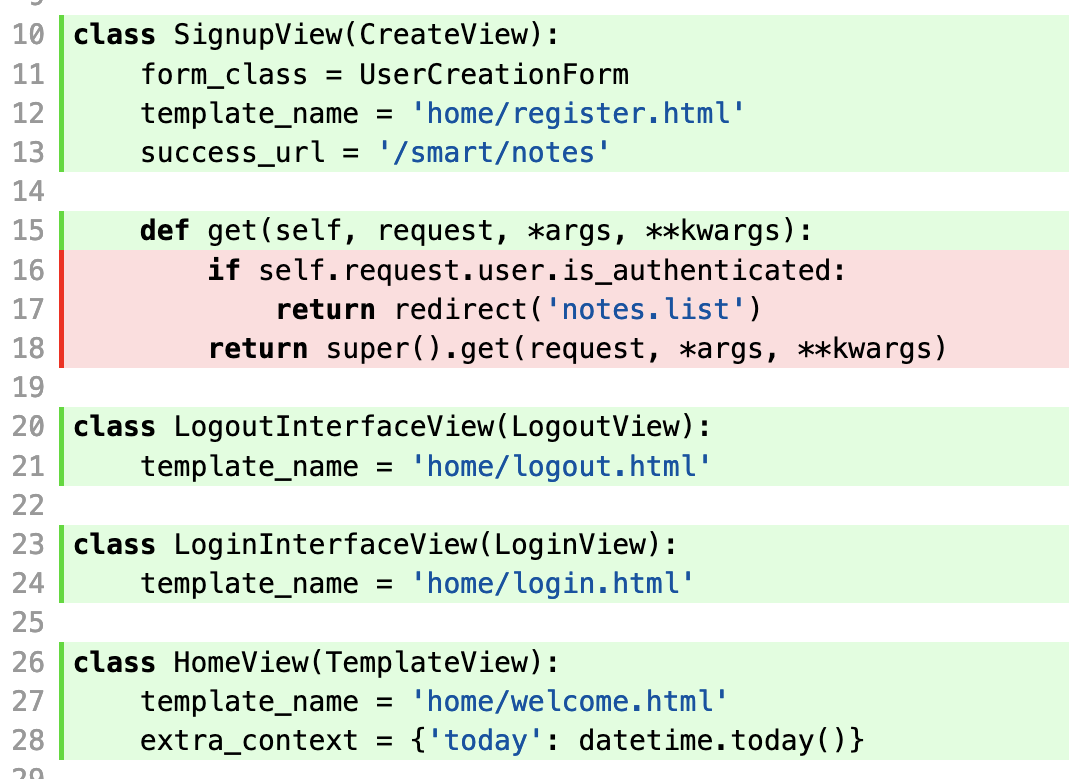 10 class SignupView(CreateView):
11     form_class = UserCreationForm
12     template_name = 'home/register.html'
13     success_url = '/smart/notes'
14
15     def get(self, request, *args, **kwargs):
16         if self.request.user.is_authenticated:
17             return redirect('notes.list')
18         return super().get(request, *args, **kwargs)
19
20 class LogoutInterfaceView(LogoutView):
21     template_name = 'home/logout.html'
22
23 class LoginInterfaceView(LoginView):
24     template_name = 'home/login.html'
25
26 class HomeView(TemplateView):
27     template_name = 'home/welcome.html'
28     extra_context = {'today': datetime.today()}